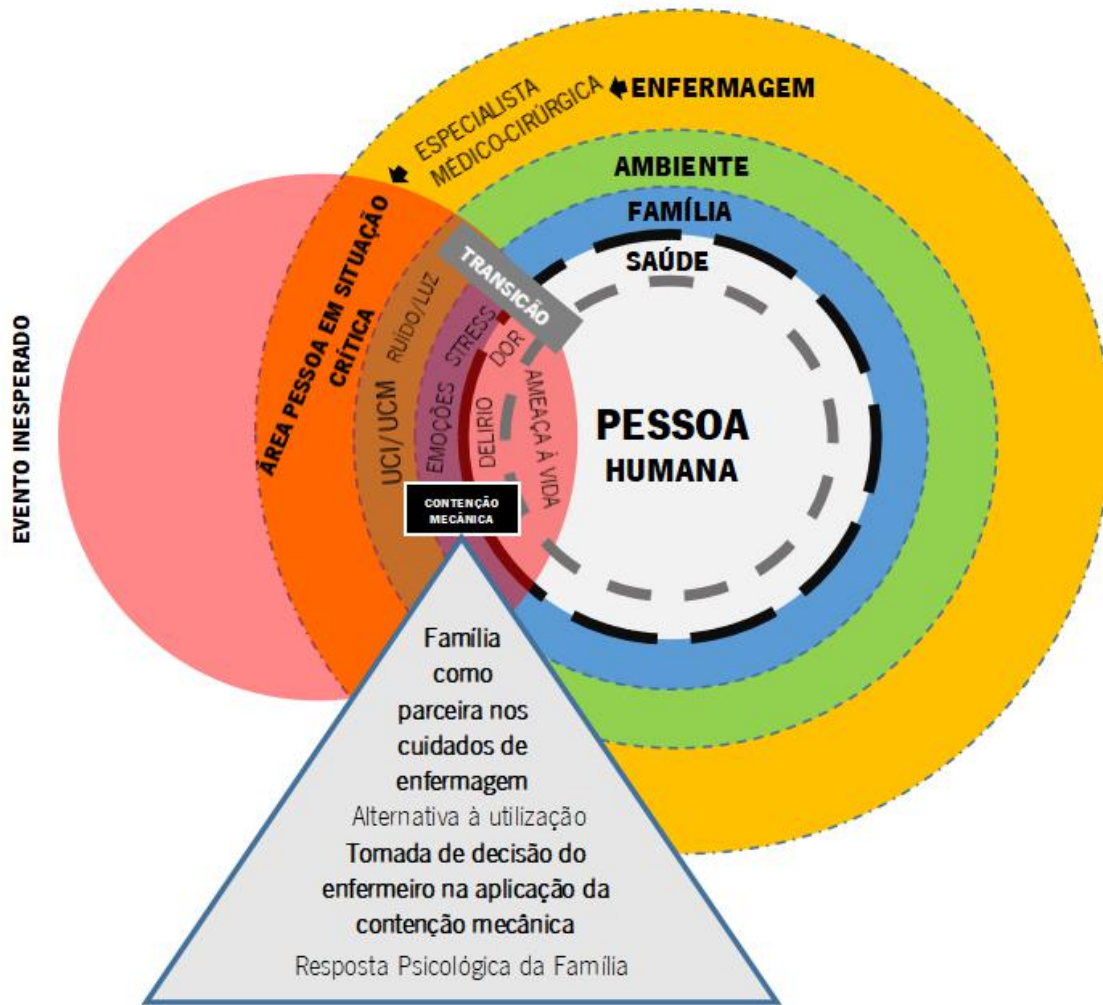 ENFERMAGEM
ESPECIALISTA
MÉDICO-CIRÚRGICA
AMBIENTE
FAMÍLIA
SAÚDE
TRANSIÇÃO
ÁREA PESSOA EM SITUAÇÃO
CRÍTICA
RUÍDO/LUZ
UCI/UCM
STRESS
EMOÇÕES
DOR
DELIRIO
AMEAÇA À VIDA
PESSOA
HUMANA
EVENTO INESPERADO
CONTENÇÃO
MECÂNICA
Família
como
parceira nos
cuidados de
enfermagem
Alternativa à utilização
Tomada de decisão do
enfermeiro na aplicação da
contenção mecânica
Resposta Psicológica da Família